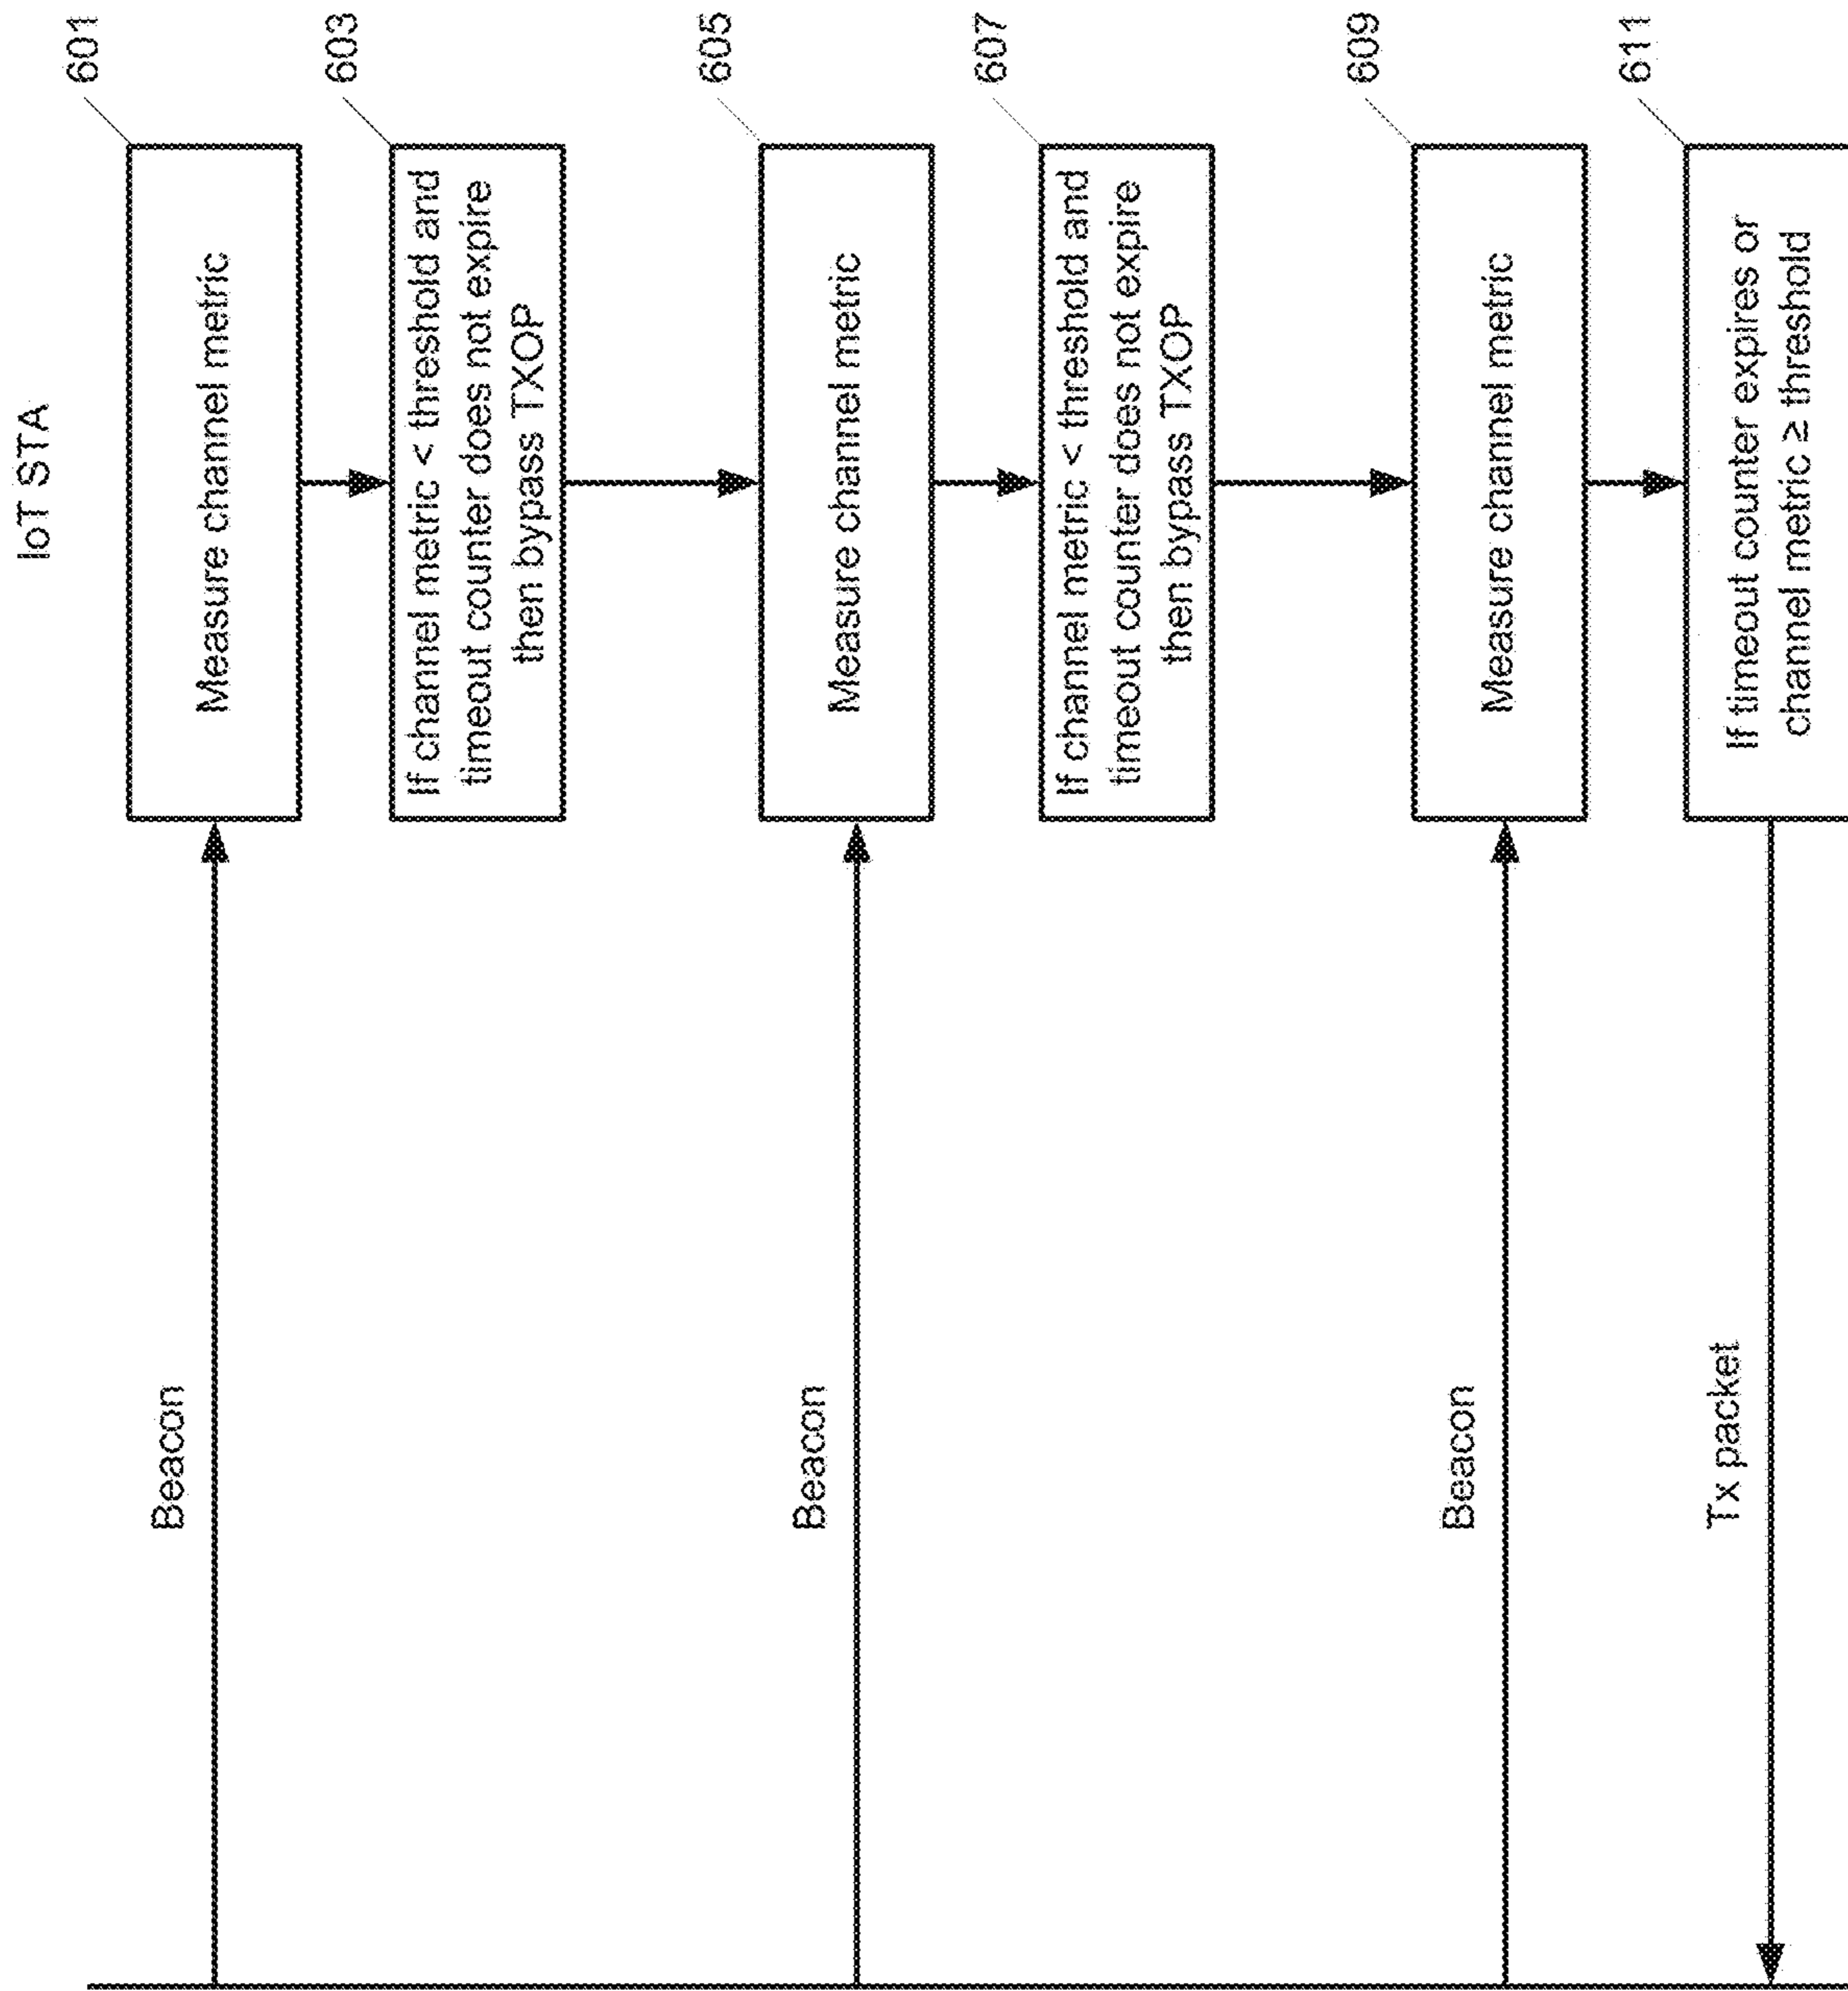 IoT STA
Beacon
Measure channel metric
601
If channel metric < threshold and
timeout counter does not expire
then bypass TXOP
603
Beacon
Measure channel metric
605
If channel metric < threshold and
timeout counter does not expire
then bypass TXOP
607
Beacon
Measure channel metric
609
Tx packet
If timeout counter expires or
channel metric ≥ threshold
611